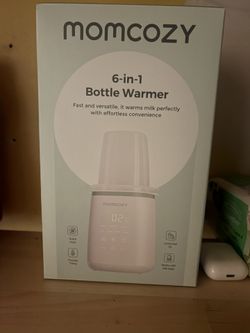 momcozy
6-in-1
Bottle Warmer
Fast and versatile, it warms milk perfectly
with effortless convenience
momcozy